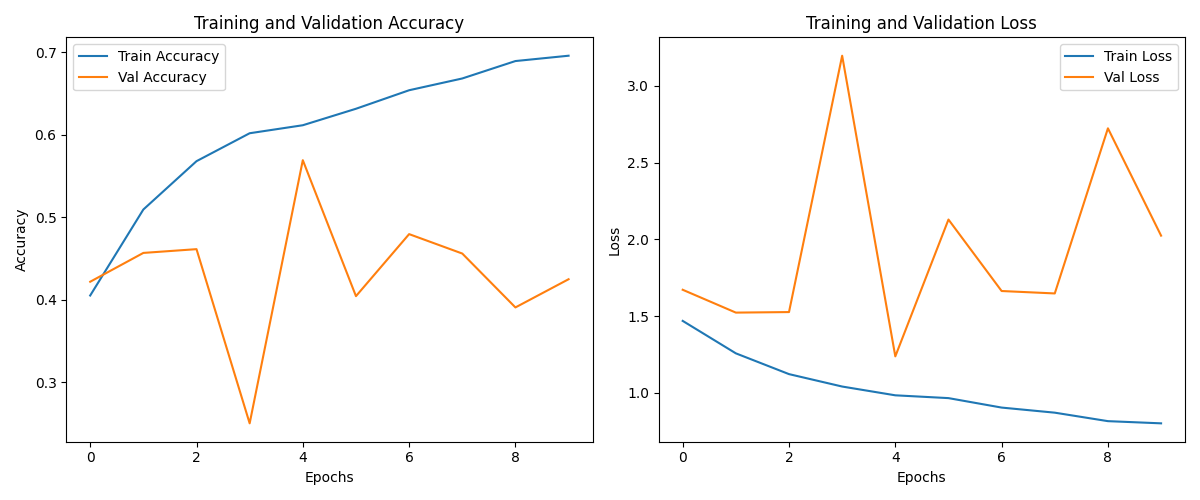 Training and Validation Accuracy
Train Accuracy
Val Accuracy
0.7
0.6
0.5
0.4
0.3
Accuracy
0 2 4 6 8
Epochs
Training and Validation Loss
Train Loss
Val Loss
3.0
2.5
2.0
1.5
1.0
Loss
0 2 4 6 8
Epochs